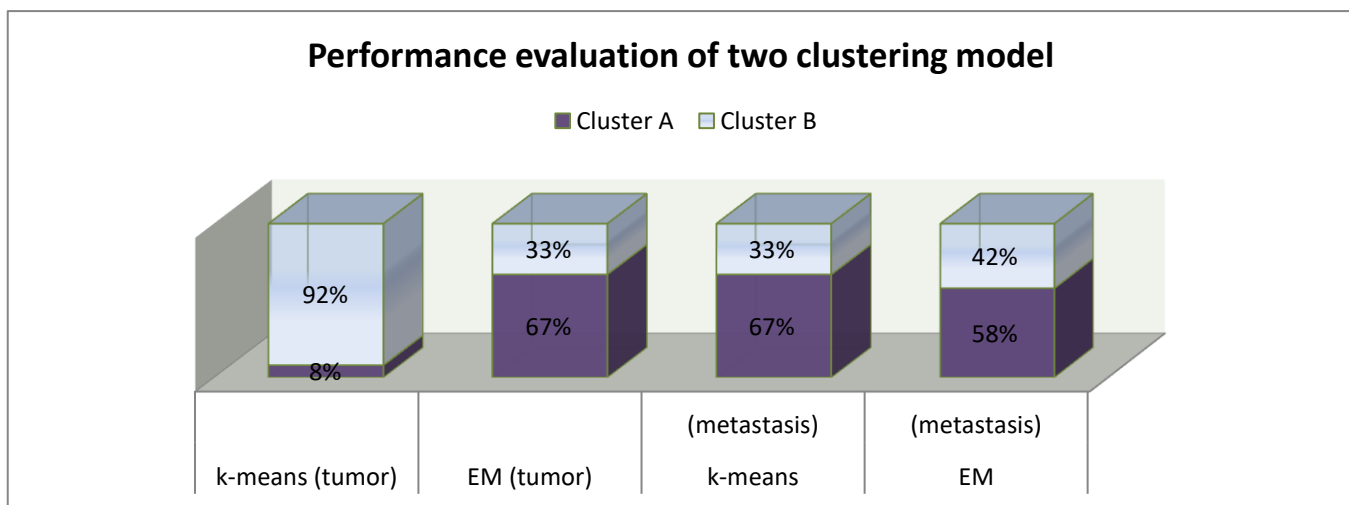 Performance evaluation of two clustering model
Cluster A Cluster B
92%
8%
33%
67%
33%
67%
42%
58%
k-means (tumor)
EM (tumor)
(metastasis)
k-means
(metastasis)
EM